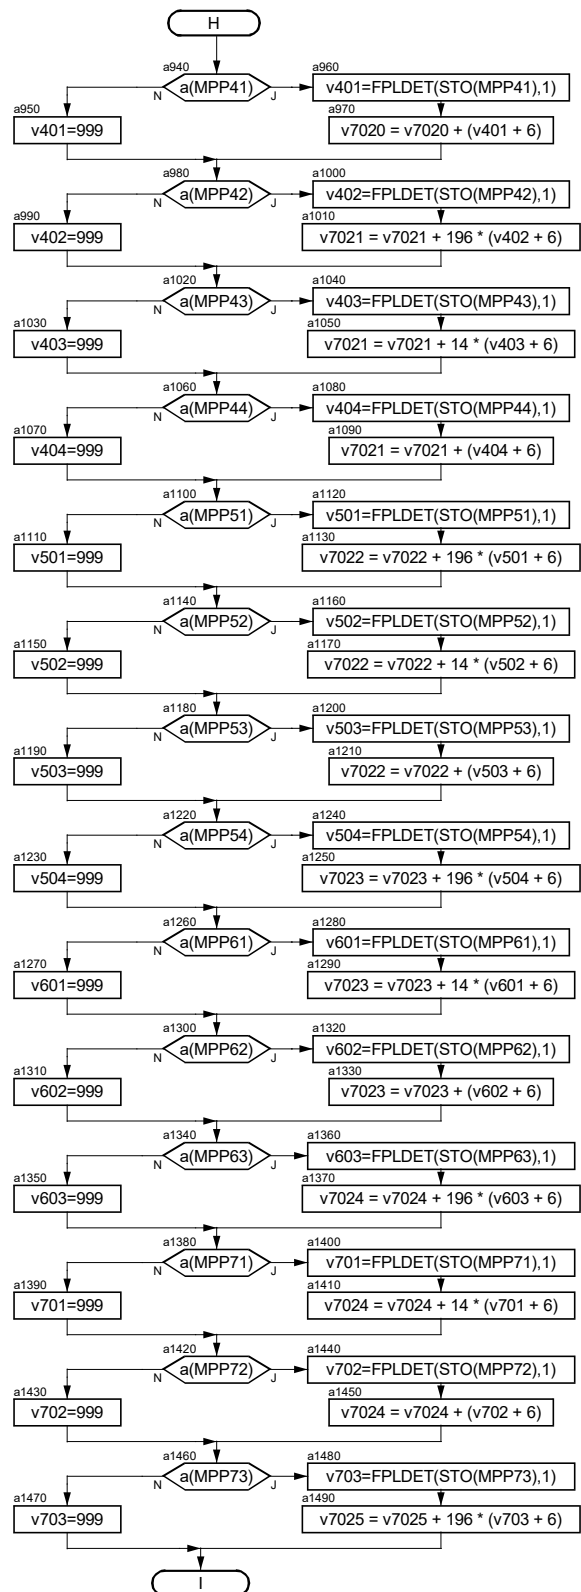 H
a940
a(MPP41)
N
J
a960
v401=FPLDET(STO(MPP41),1)
a950
v401=999
a970
v7020 = v7020 + (v401 + 6)
a980
a(MPP42)
N
J
a1000
v402=FPLDET(STO(MPP42),1)
a990
v402=999
a1010
v7021 = v7021 + 196 * (v402 + 6)
a1020
a(MPP43)
N
J
a1040
v403=FPLDET(STO(MPP43),1)
a1030
v403=999
a1050
v7021 = v7021 + 14 * (v403 + 6)
a1060
a(MPP44)
N
J
a1080
v404=FPLDET(STO(MPP44),1)
a1070
v404=999
a1090
v7021 = v7021 + (v404 + 6)
a1100
a(MPP51)
N
J
a1120
v501=FPLDET(STO(MPP51),1)
a1110
v501=999
a1130
v7022 = v7022 + 196 * (v501 + 6)
a1140
a(MPP52)
N
J
a1160
v502=FPLDET(STO(MPP52),1)
a1150
v502=999
a1170
v7022 = v7022 + 14 * (v502 + 6)
a1180
a(MPP53)
N
J
a1200
v503=FPLDET(STO(MPP53),1)
a1190
v503=999
a1210
v7022 = v7022 + (v503 + 6)
a1220
a(MPP54)
N
J
a1240
v504=FPLDET(STO(MPP54),1)
a1230
v504=999
a1250
v7023 = v7023 + 196 * (v504 + 6)
a1260
a(MPP61)
N
J
a1280
v601=FPLDET(STO(MPP61),1)
a1270
v601=999
a1290
v7023 = v7023 + 14 * (v601 + 6)
a1300
a(MPP62)
N
J
a1320
v602=FPLDET(STO(MPP62),1)
a1310
v602=999
a1330
v7023 = v7023 + (v602 + 6)
a1340
a(MPP63)
N
J
a1360
v603=FPLDET(STO(MPP63),1)
a1350
v603=999
a1370
v7024 = v7024 + 196 * (v603 + 6)
a1380
a(MPP71)
N
J
a1400
v701=FPLDET(STO(MPP71),1)
a1390
v701=999
a1410
v7024 = v7024 + 14 * (v701 + 6)
a1420
a(MPP72)
N
J
a1440
v702=FPLDET(STO(MPP72),1)
a1430
v702=999
a1450
v7024 = v7024 + (v702 + 6)
a1460
a(MPP73)
N
J
a1480
v703=FPLDET(STO(MPP73),1)
a1470
v703=999
a1490
v7025 = v7025 + 196 * (v703 + 6)
I